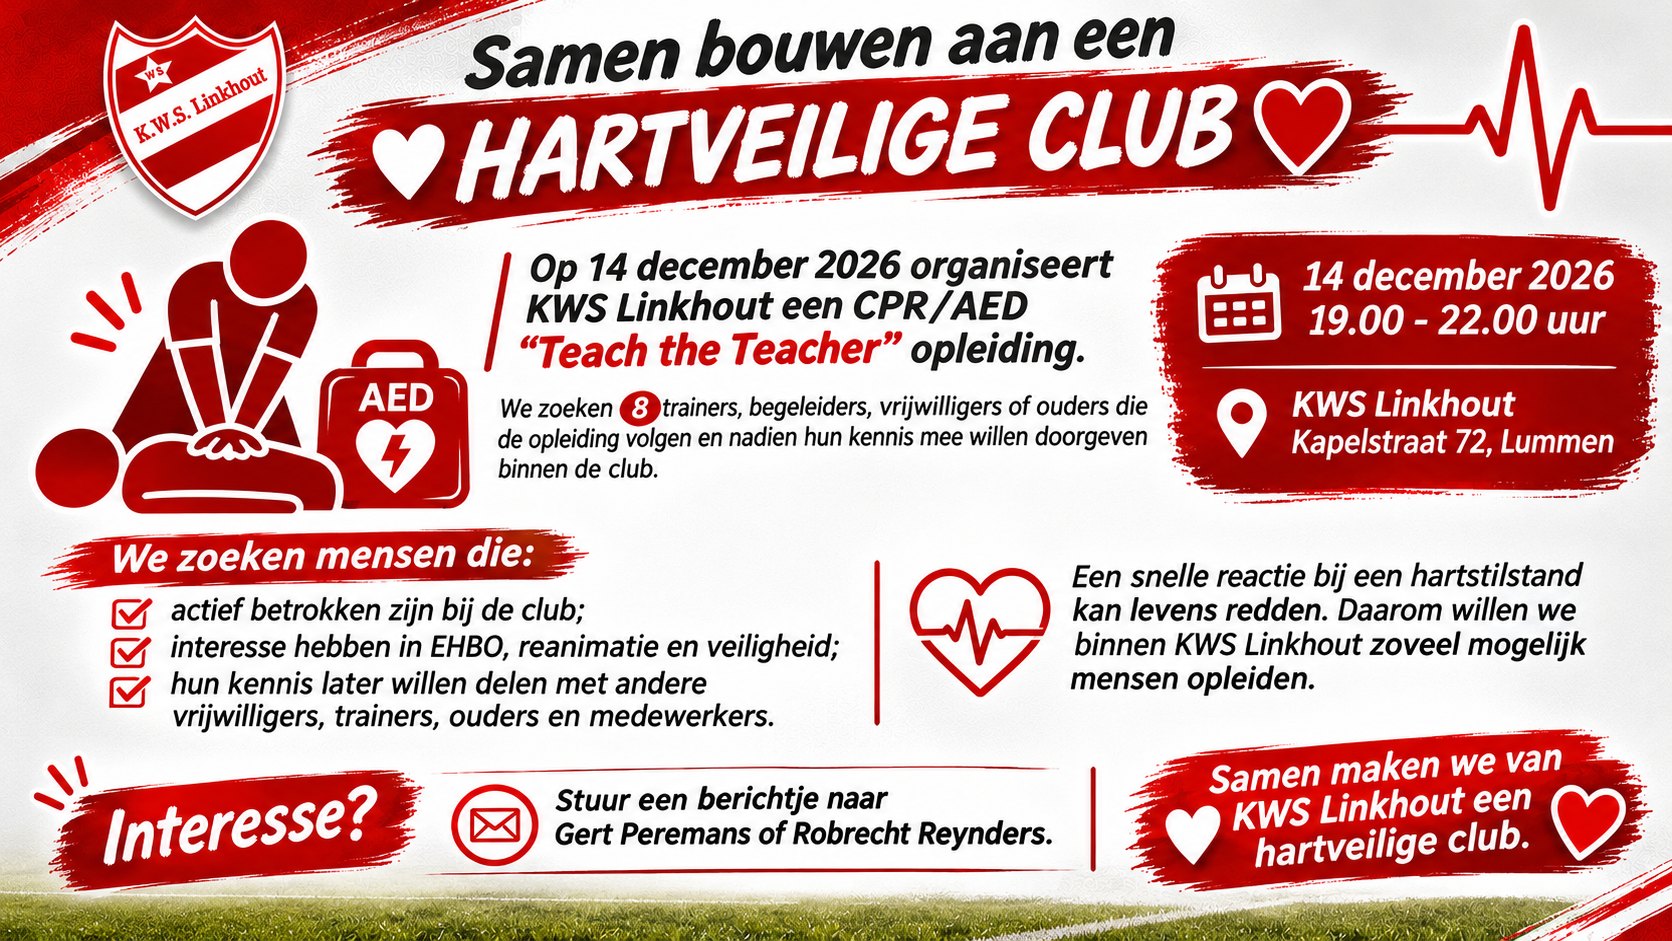 WS
K.W.S. Linkhout
Samen bouwen aan een
HARTVEILIGE CLUB
Op 14 december 2026 organiseert
KWS Linkhout een CPR/AED
“Teach the Teacher” opleiding.
We zoeken 8 trainers, begeleiders, vrijwilligers of ouders die
de opleiding volgen en nadien hun kennis mee willen doorgeven
binnen de club.
14 december 2026
19.00 - 22.00 uur
KWS Linkhout
Kapelstraat 72, Lummen
AED
We zoeken mensen die:
actief betrokken zijn bij de club;
interesse hebben in EHBO, reanimatie en veiligheid;
hun kennis later willen delen met andere
vrijwilligers, trainers, ouders en medewerkers.
Een snelle reactie bij een hartstilstand
kan levens redden. Daarom willen we
binnen KWS Linkhout zoveel mogelijk
mensen opleiden.
Interesse?
Stuur een berichtje naar
Gert Peremans of Robrecht Reynders.
Samen maken we van
KWS Linkhout een
hartveilige club.